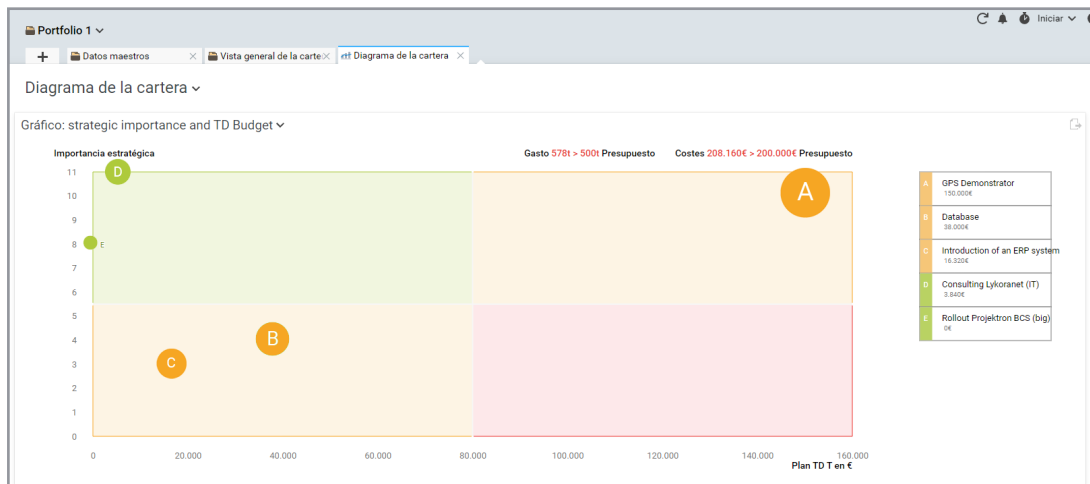 Iniciar
Portfolio 1
+ Datos maestros Vista general de la carte Diagrama de la cartera
Diagrama de la cartera
Gráfico: strategic importance and TD Budget
Importancia estratégica Gasto 578t > 500t Presupuesto Costes 208.160€ > 200.000€ Presupuesto
11
10
9
8
7
6
5
4
3
2
1
0
D
A
E
B
C
0 20.000 40.000 60.000 80.000 100.000 120.000 140.000 160.000
Plan TD T en €
A GPS Demonstrator
150.000€
B Database
38.000€
C Introduction of an ERP system
16.320€
D Consulting Lykoranet (IT)
3.840€
E Rollout Projektron BCS (big)
0€